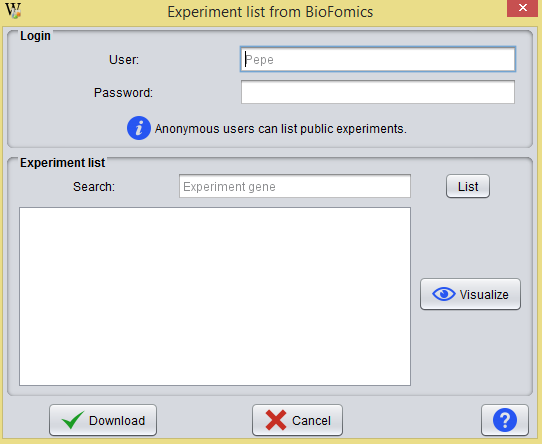 Experiment list from BioFomics
Login
User: Pepe
Password:
Anonymous users can list public experiments.
Experiment list
Search: Experiment gene List
Visualize
Download Cancel ?